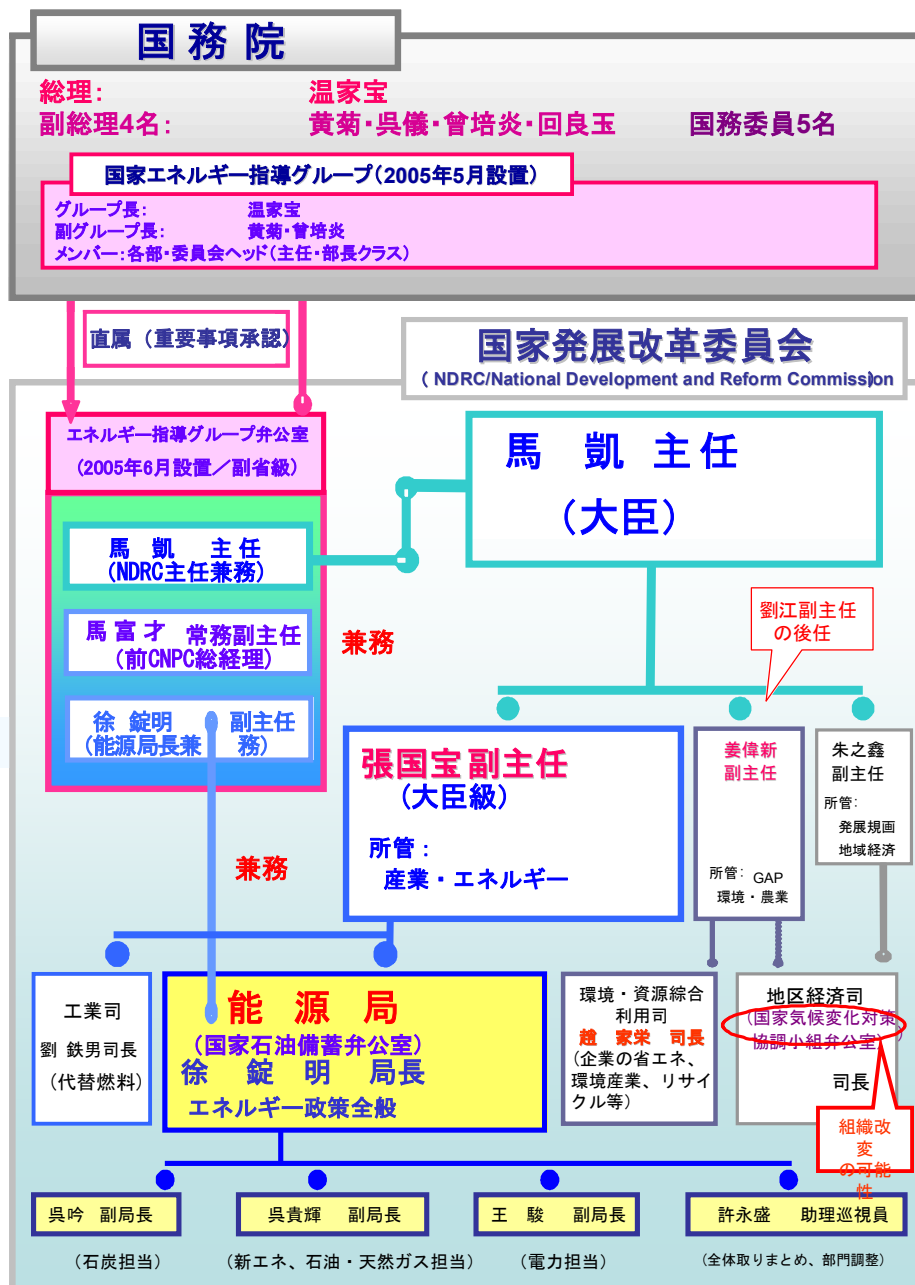 国務院
総理: 温家宝
副総理4名: 黄菊・呉儀・曾培炎・回良玉 国務委員5名
国家エネルギー指導グループ(2005年5月設置)
グループ長: 温家宝
副グループ長: 黄菊・曾培炎
メンバー:各部・委員会ヘッド(主任・部長クラス)
直属(重要事項承認)
国家発展改革委員会
( NDRC/National Development and Reform Commission)
エネルギー指導グループ弁公室
(2005年6月設置/副省級)
馬 凱 主任
(大臣)
馬 凱 主任
(NDRC主任兼務)
馬富才 常務副主任
(前CNPC総経理)
徐 錠明 副主任
(能源局長兼 務)
兼務
劉江副主任
の後任
張国宝副主任
(大臣級)
所管:
産業・エネルギー
姜偉新
副主任
所管: GAP
環境・農業
朱之鑫
副主任
所管:
発展規画
地域経済
兼務
工業司
劉 鉄男司長
(代替燃料)
能 源 局
(国家石油備蓄弁公室)
徐 錠 明 局長
エネルギー政策全般
環境・資源綜合
利用司
趙 家栄 司長
(企業の省エネ、
環境産業、リサイ
クル等)
地区経済司
(国家気候変化対策
協調小組弁公室))
司長
組織改
変
の可能
性
呉吟 副局長
(石炭担当)
呉貴輝 副局長
(新エネ、石油・天然ガス担当)
王 駿 副局長
(電力担当)
許永盛 助理巡視員
(全体取りまとめ、部門調整)